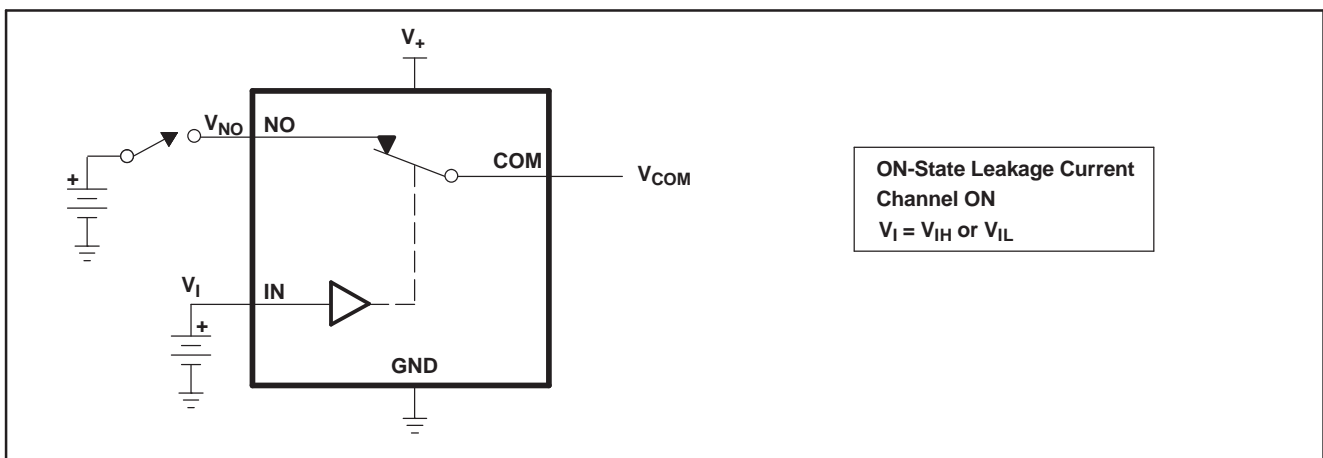 V+
VNO NO
COM
VCOM
+
VI IN
+
GND
ON-State Leakage Current
Channel ON
VI = VIH or VIL